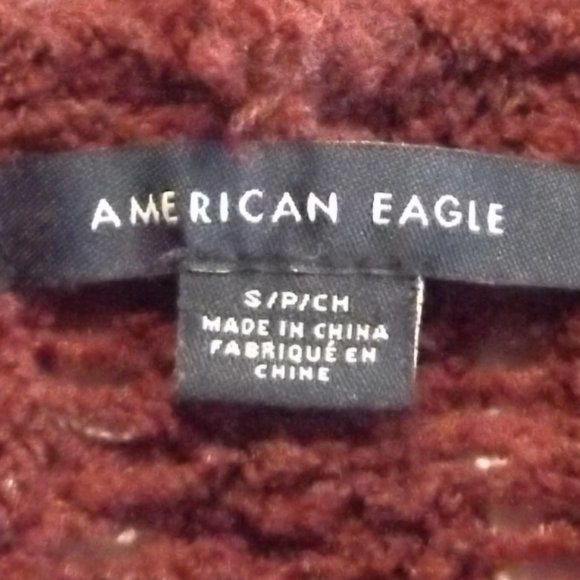 AMERICAN EAGLE
S/P/CH
MADE IN CHINA
FABRIQUÉ EN
CHINE